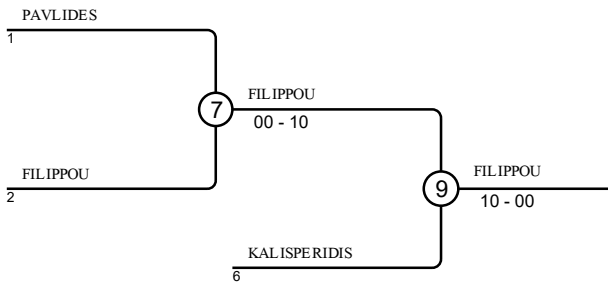 PAVLIDES
1
7
FILIPPOU
00 - 10
FILIPPOU
2
9
FILIPPOU
10 - 00
KALISPERIDIS
6